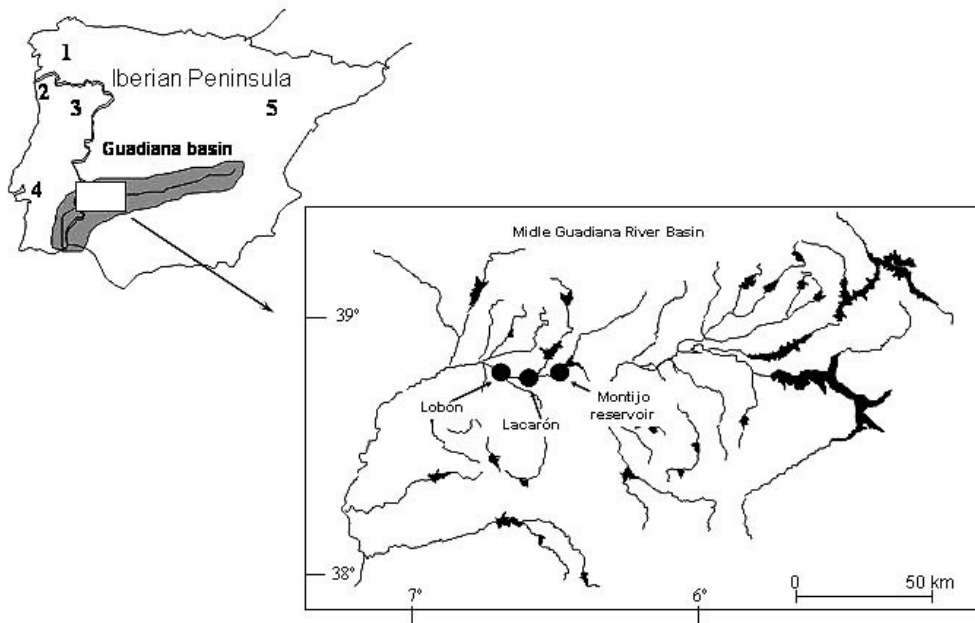 1
Iberian Peninsula
2
3
5
Guadiana basin
4
Midle Guadiana River Basin
39°
Lobón
Montijo
reservoir
Lacarón
38°
0
50 km
7°
6°